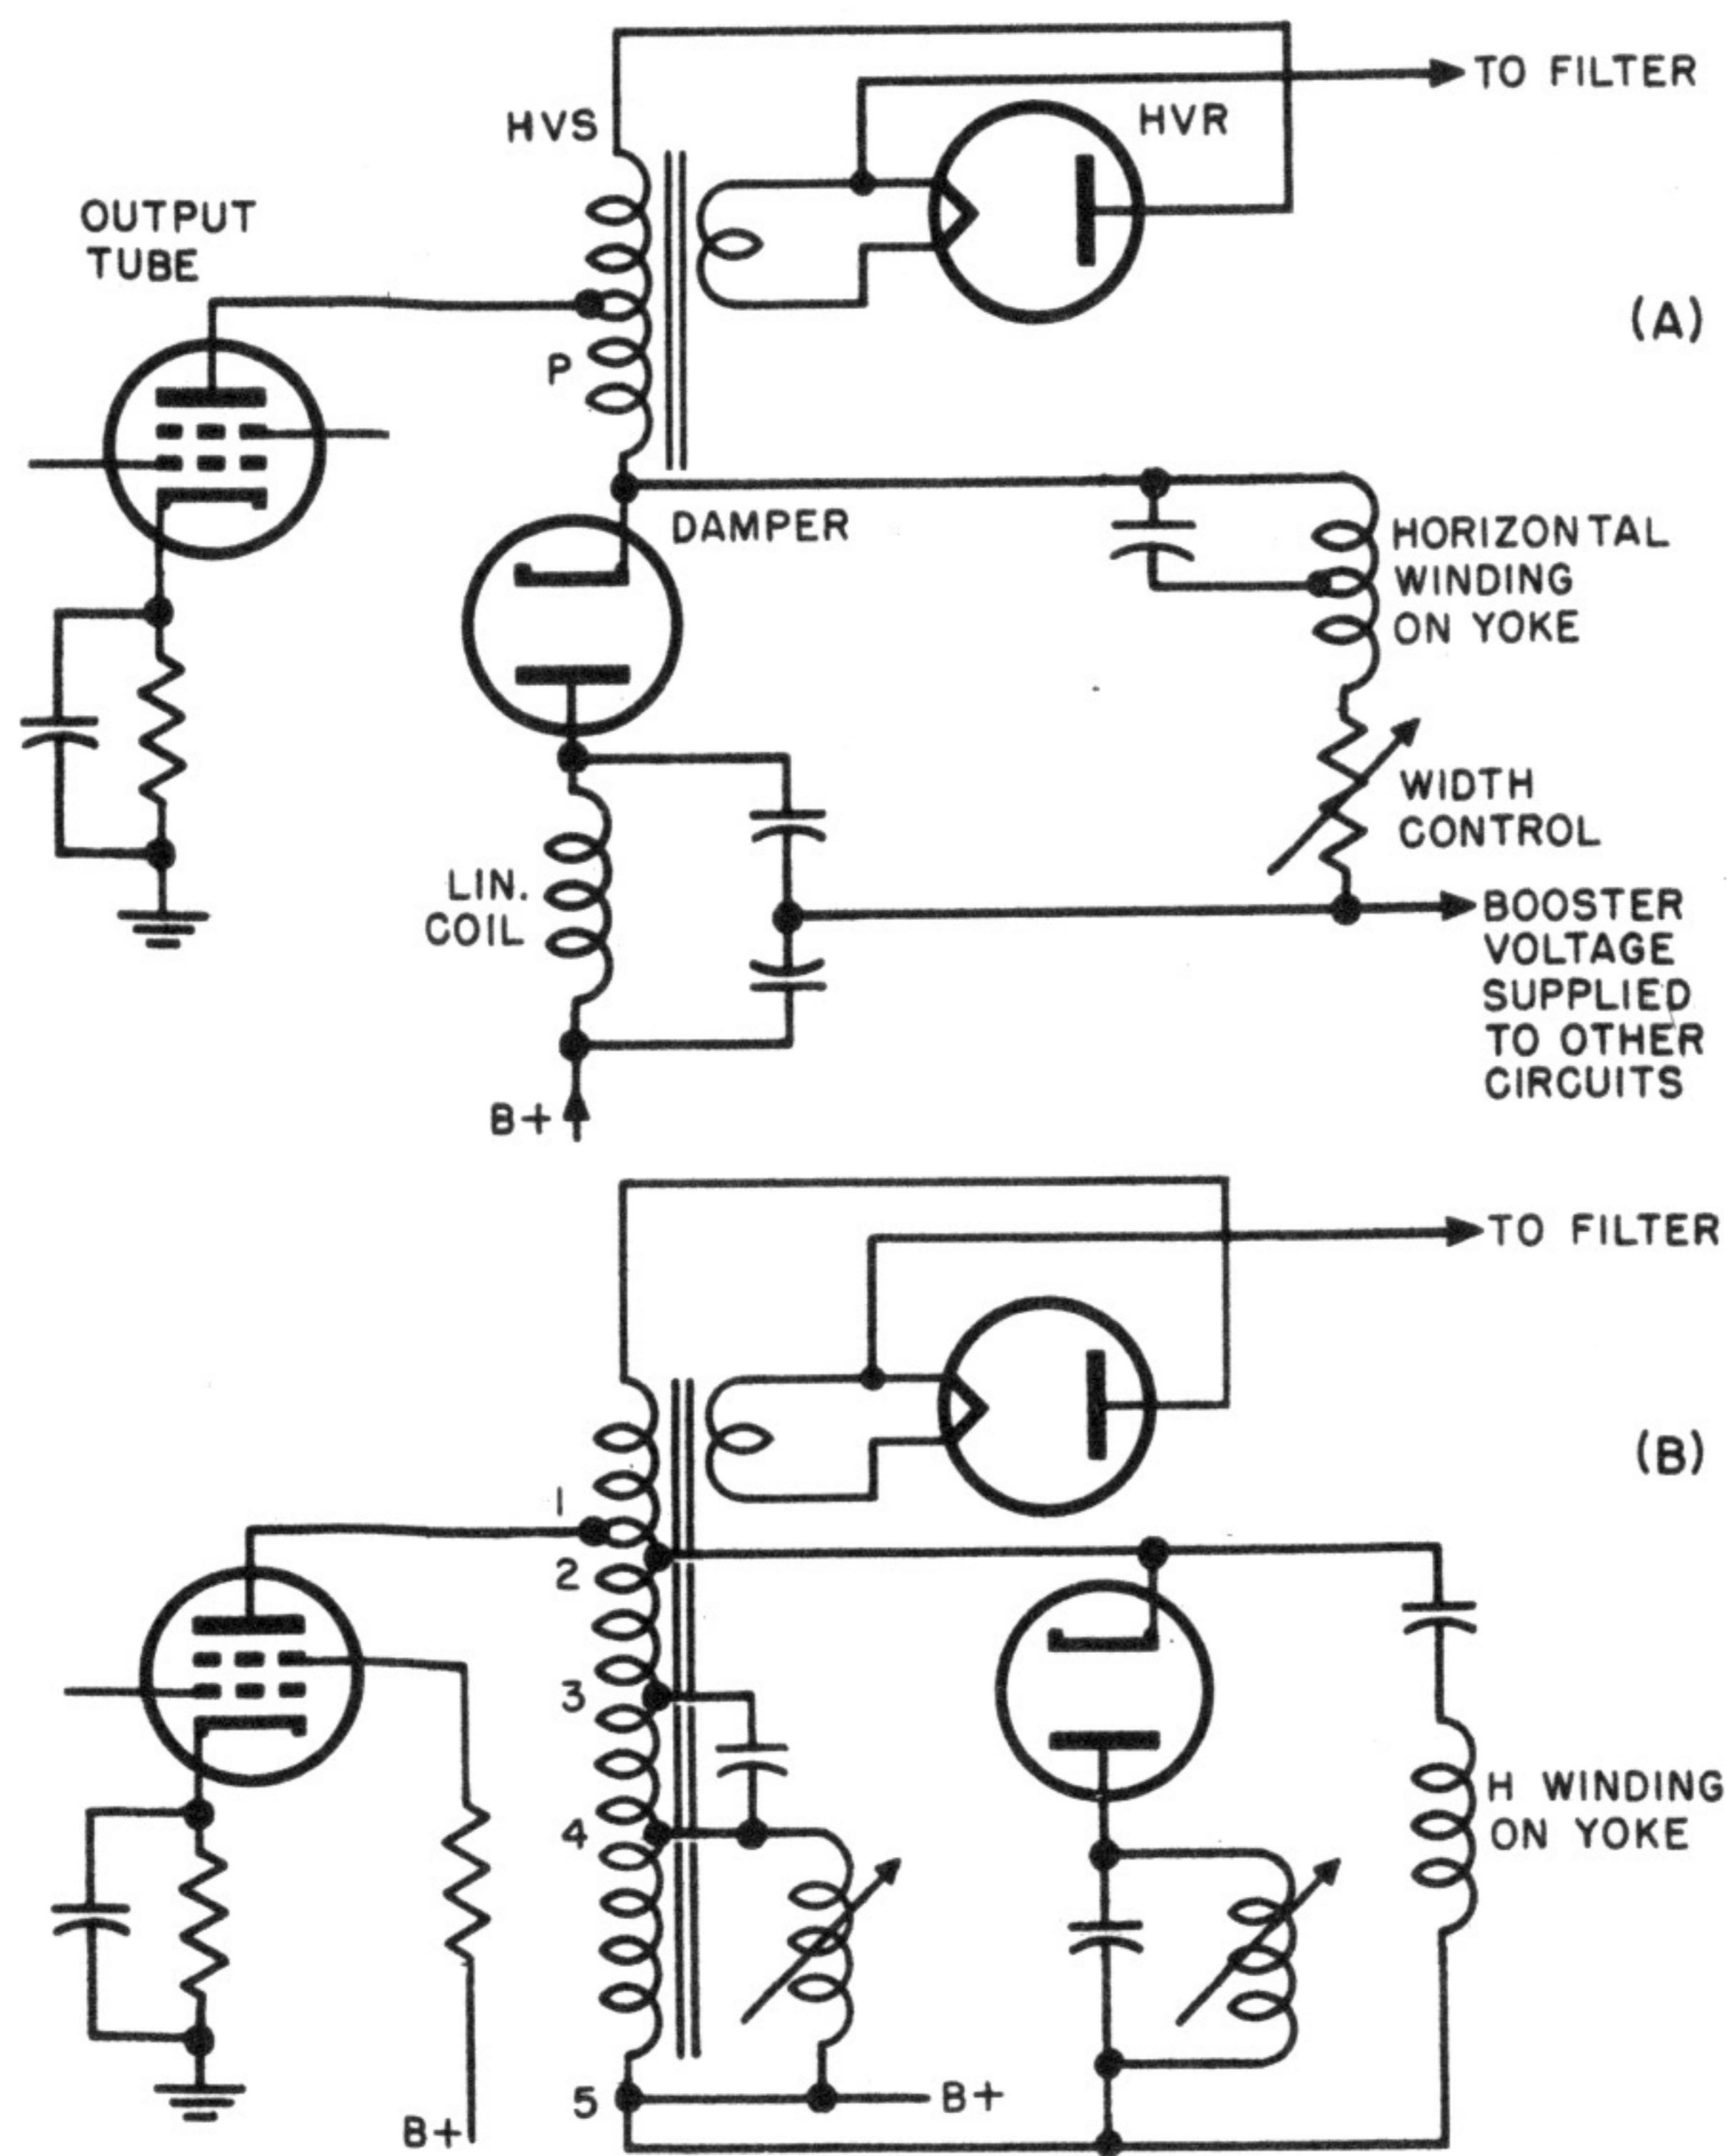 TO FILTER
HVS
HVR
OUTPUT
TUBE
(A)
P
DAMPER
HORIZONTAL
WINDING
ON YOKE
WIDTH
CONTROL
LIN.
COIL
BOOSTER
VOLTAGE
SUPPLIED
TO OTHER
CIRCUITS
B+
TO FILTER
(B)
1
2
3
4
H WINDING
ON YOKE
5
B+
B+